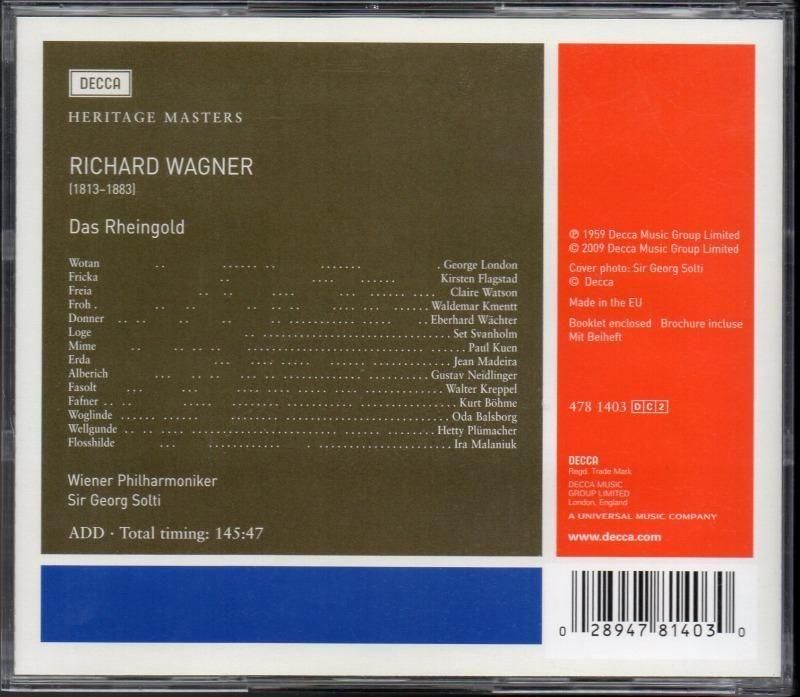 DECCA
HERITAGE MASTERS
RICHARD WAGNER
(1813–1883)
Das Rheingold
Wotan .. ...... .. ....... . George London
Fricka .. .... ...... Kirsten Flagstad
Freia .. .. .... .... ...... .. Claire Watson
Froh . .. .... .... .... Waldemar Kmentt
Donner .. .. .. ............ .. Eberhard Wächter
Loge ............................ Set Svanholm
Mime .. .......... .............. Paul Kuen
Erda .. ............ ............ Jean Madeira
Alberich ... .. ........ ...... .. Gustav Neidlinger
Fasolt ... .. ...... ............ Walter Kreppel
Fafner .. .. .. ...... ............ Kurt Böhme
Woglinde ...... .. .............. Oda Balsborg
Wellgunde .. .. ................ Hetty Plümacher
Flosshilde ... ... .............. Ira Malaniuk
Wiener Philharmoniker
Sir Georg Solti
ADD · Total timing: 145:47
℗ 1959 Decca Music Group Limited
© 2009 Decca Music Group Limited
Cover photo: Sir Georg Solti
© Decca
Made in the EU
Booklet enclosed Brochure incluse
Mit Beiheft
478 1403 DC2
DECCA
Regd. Trade Mark
DECCA MUSIC
GROUP LIMITED
London, England
A UNIVERSAL MUSIC COMPANY
www.decca.com
0 28947 81403 0